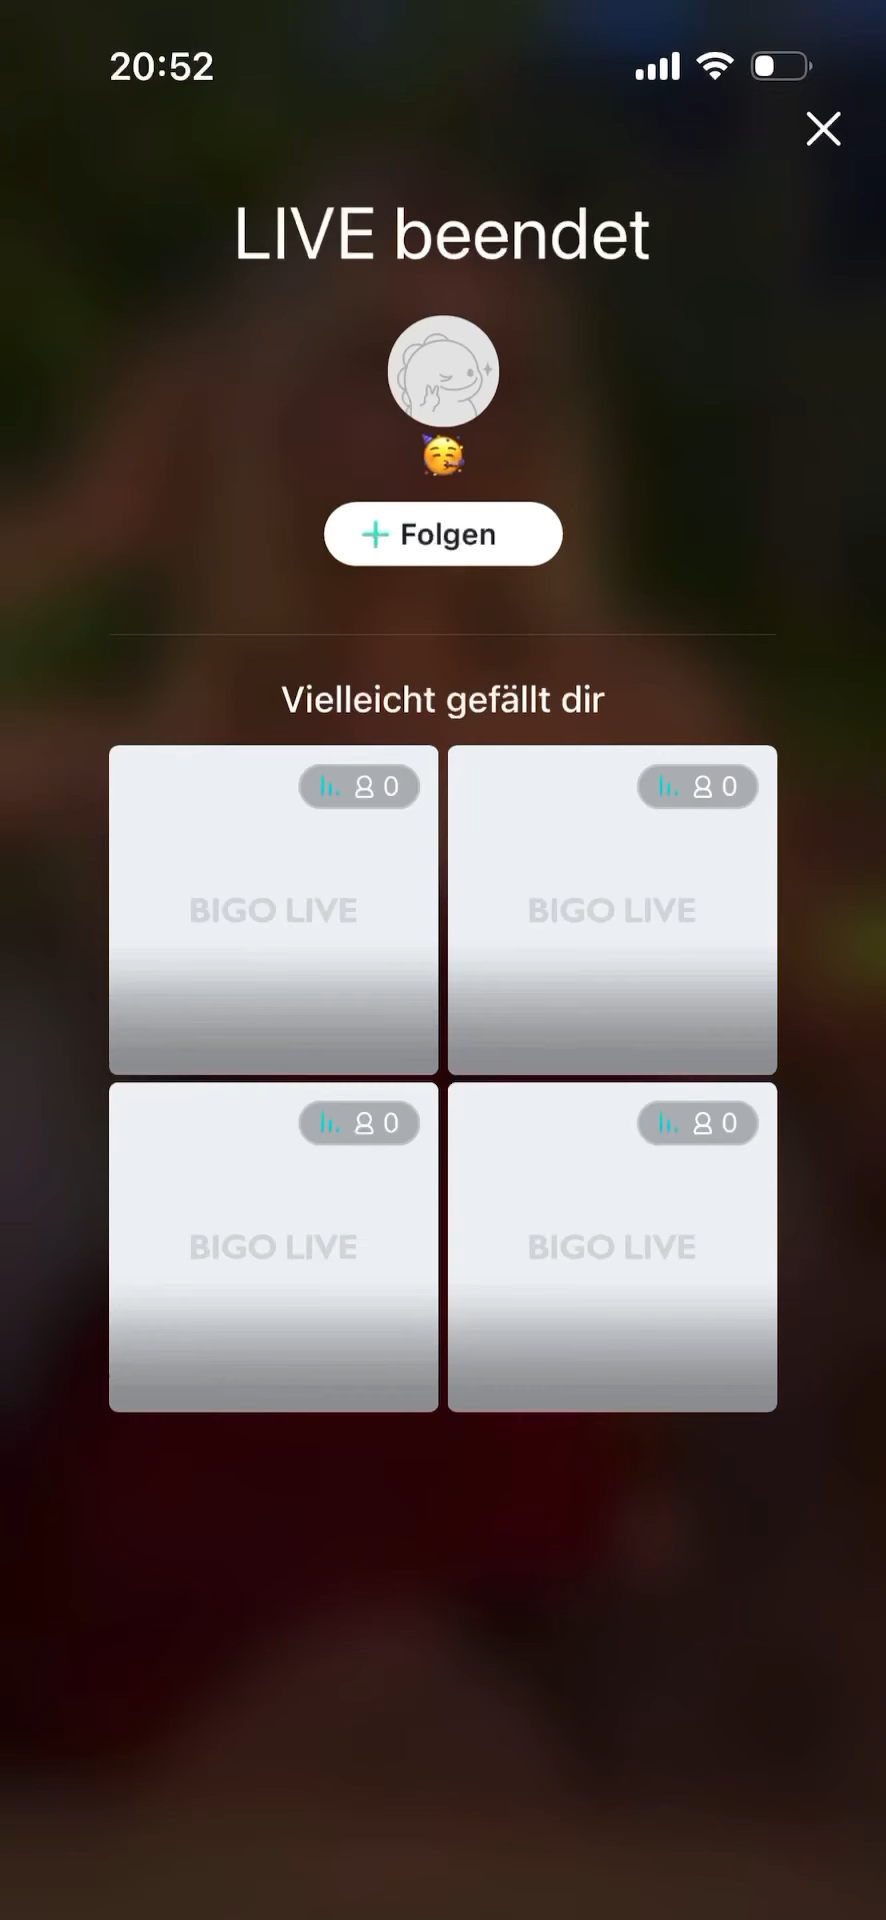 20:52
LIVE beendet
🥳
Folgen
Vielleicht gefällt dir
0
0
BIGO LIVE
BIGO LIVE
0
0
BIGO LIVE
BIGO LIVE